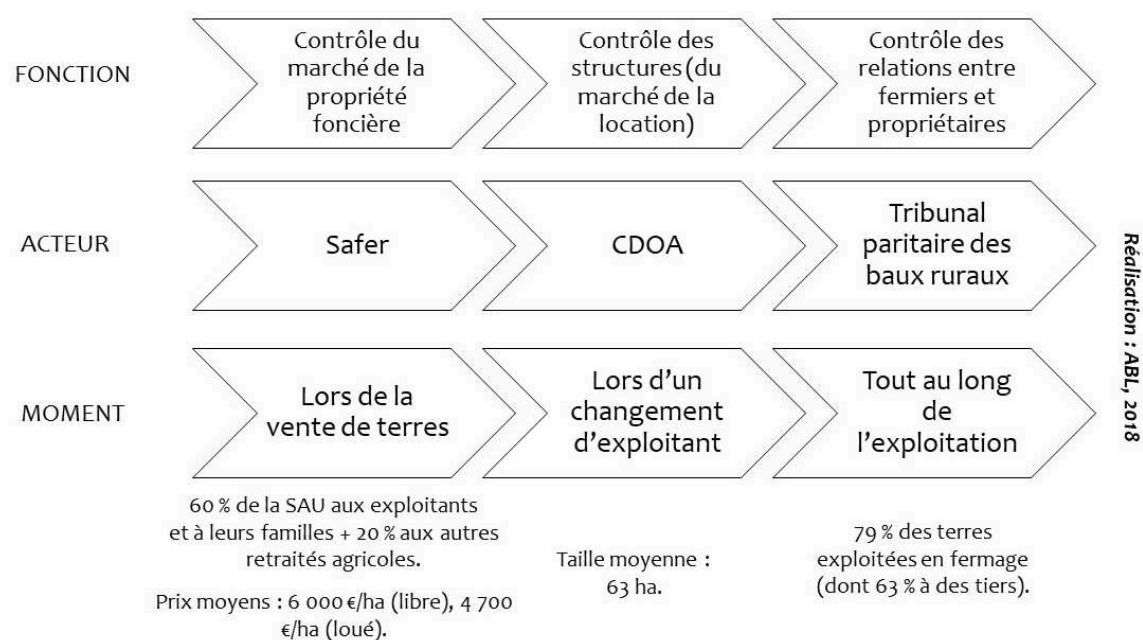 FONCTION
Contrôle du
marché de la
propriété
foncière
Contrôle des
structures (du
marché de la
location)
Contrôle des
relations entre
fermiers et
propriétaires
ACTEUR
Safer
CDOA
Tribunal
paritaire des
baux ruraux
MOMENT
Lors de la
vente de terres
Lors d’un
changement
d’exploitant
Tout au long
de
l’exploitation
60 % de la SAU aux exploitants
et à leurs familles + 20 % aux autres
retraités agricoles.
Prix moyens : 6 000 €/ha (libre), 4 700
€/ha (loué).
Taille moyenne :
63 ha.
79 % des terres
exploitées en fermage
(dont 63 % à des tiers).
Réalisation : ABL, 2018